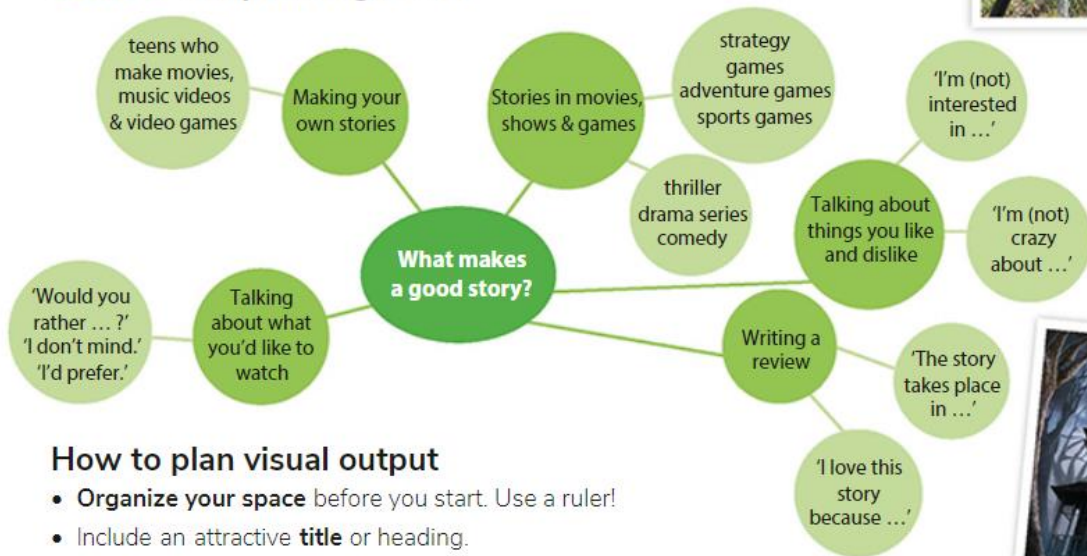 teens who
make movies,
music videos
& video games
Making your
own stories
Stories in movies,
shows & games
strategy
games
adventure games
sports games
thriller
drama series
comedy
'I'm (not)
interested
in …'
Talking about
things you like
and dislike
'I'm (not)
crazy
about …'
What makes
a good story?
'Would you
rather … ?'
'I don't mind.'
'I'd prefer.'
Talking
about what
you'd like to
watch
Writing a
review
'The story
takes place
in …'
'I love this
story
because …'
How to plan visual output
• Organize your space before you start. Use a ruler!
• Include an attractive title or heading.